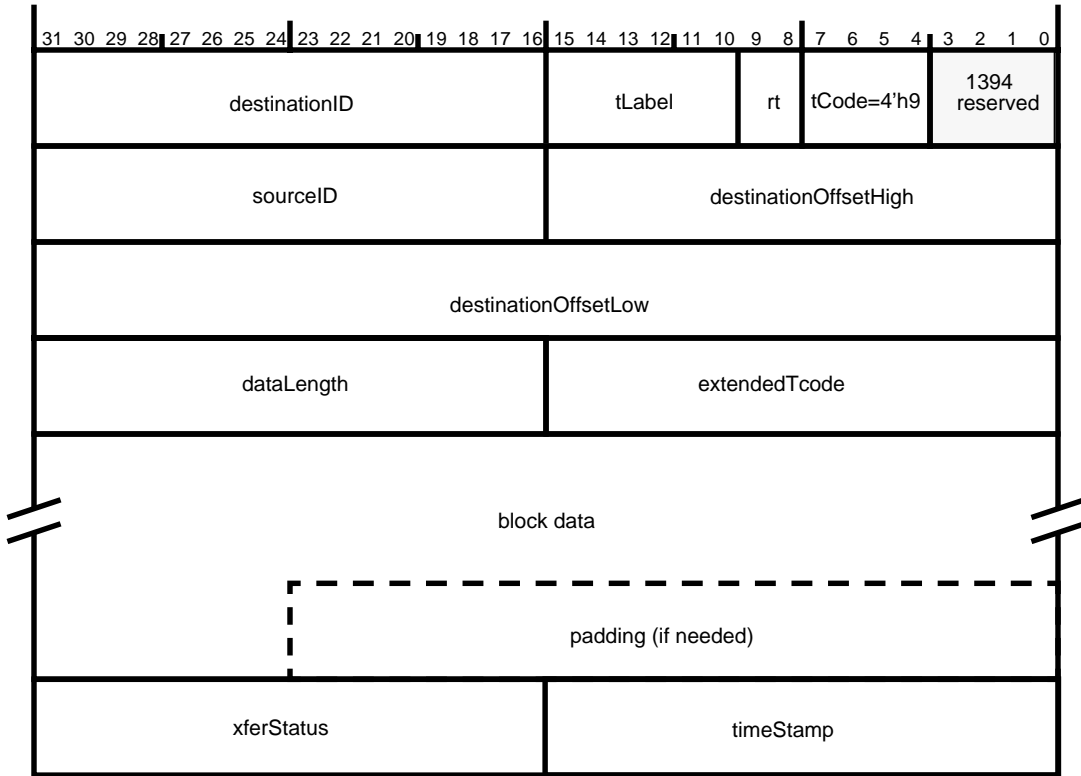 31 30 29 28 27 26 25 24 23 22 21 20 19 18 17 16 15 14 13 12 11 10 9 8 7 6 5 4 3 2 1 0
destinationID tLabel rt tCode=4'h9 1394
reserved
sourceID destinationOffsetHigh
destinationOffsetLow
dataLength extendedTcode
block data
padding (if needed)
xferStatus timeStamp